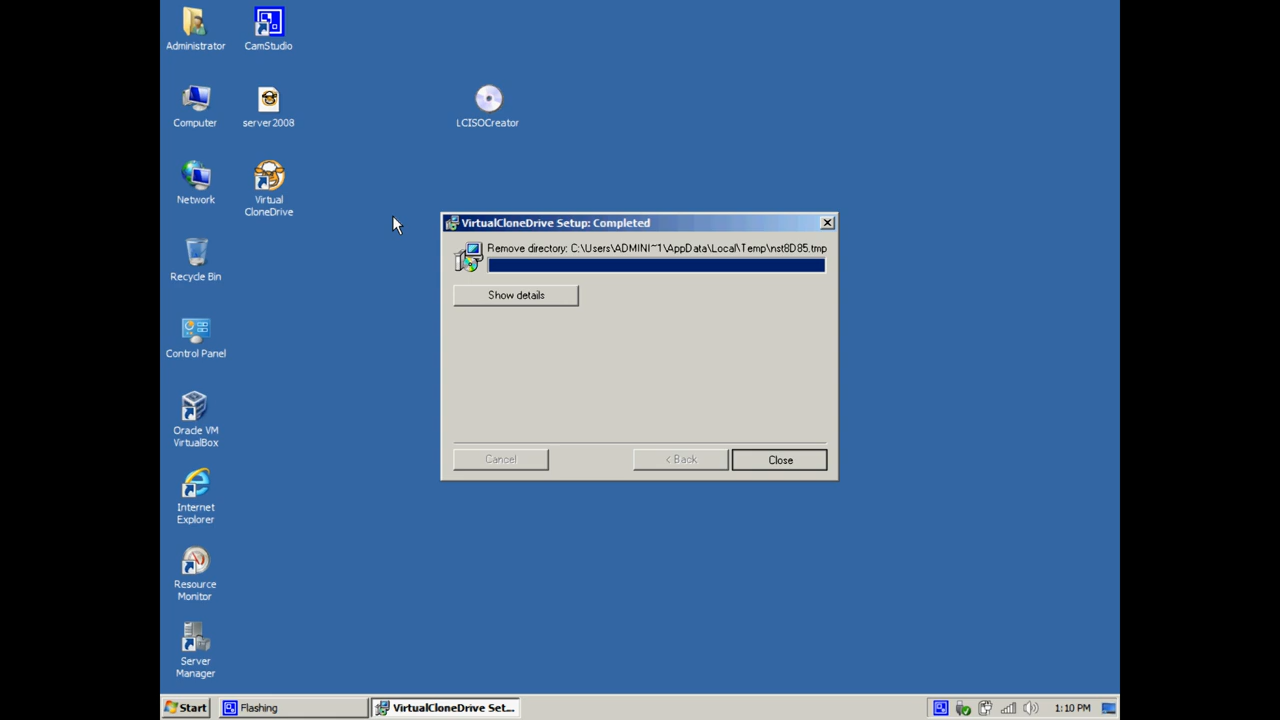 Administrator
CamStudio
Computer
server2008
LCISOCreator
Network
Virtual
CloneDrive
Recycle Bin
Control Panel
Oracle VM
VirtualBox
Internet
Explorer
Resource
Monitor
Server
Manager
VirtualCloneDrive Setup: Completed
Remove directory: C:\Users\ADMINI~1\AppData\Local\Temp\nst8D85.tmp
Show details
Cancel
< Back
Close
Start
Flashing
VirtualCloneDrive Set...
1:10 PM